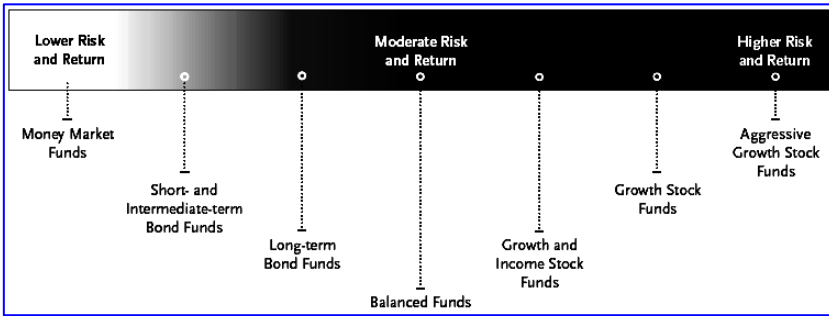 Lower Risk
and Return
Moderate Risk
and Return
Higher Risk
and Return
Money Market
Funds
Short- and
Intermediate-term
Bond Funds
Long-term
Bond Funds
Balanced Funds
Growth and
Income Stock
Funds
Growth Stock
Funds
Aggressive
Growth Stock
Funds